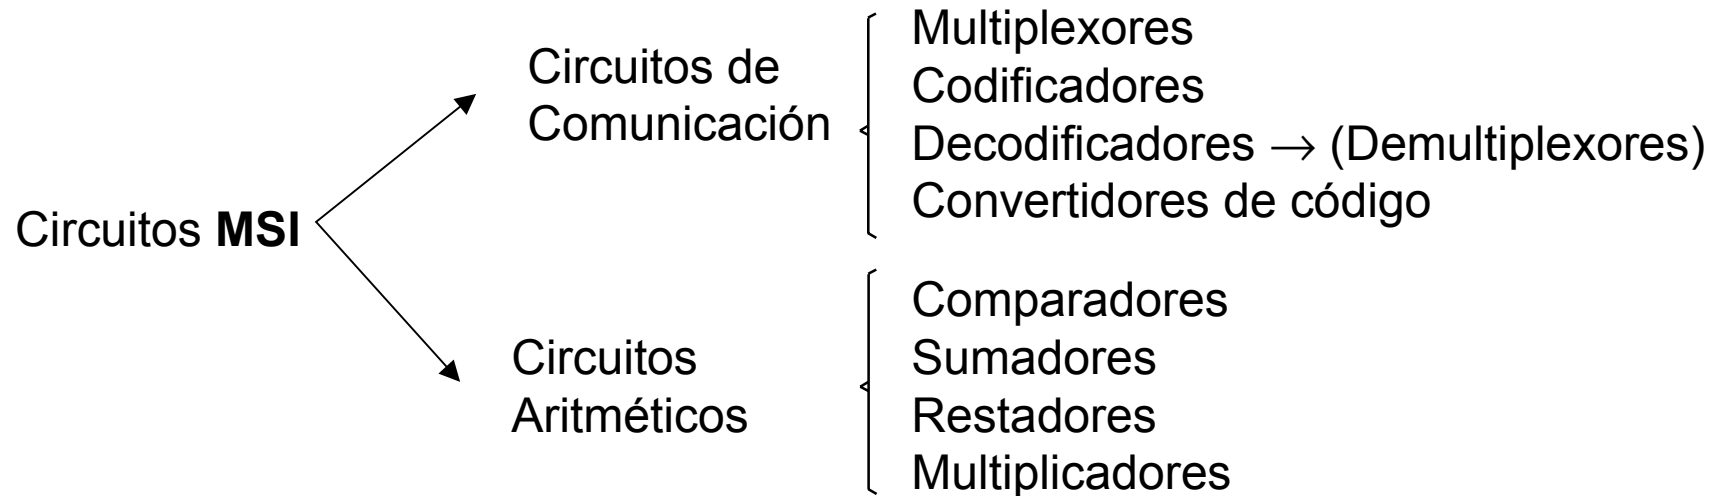 Circuitos MSI
Circuitos de
Comunicación
Multiplexores
Codificadores
Decodificadores → (Demultiplexores)
Convertidores de código
Circuitos
Aritméticos
Comparadores
Sumadores
Restadores
Multiplicadores